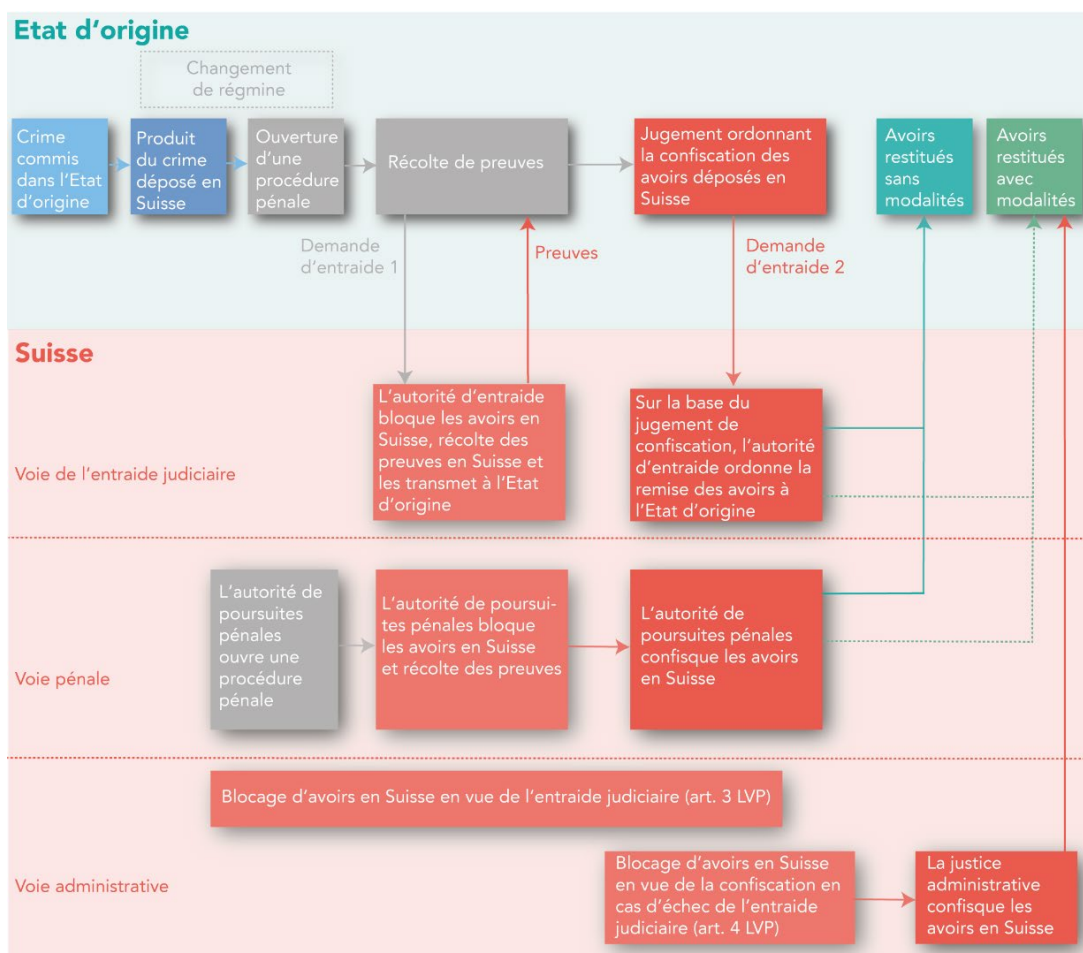 Etat d'origine
Changement
de régmine
Crime
commis
dans l'Etat
d'origine
Produit
du crime
déposé en
Suisse
Ouverture
d'une
procédure
pénale
Récolte de preuves
Jugement ordonnant
la confiscation des
avoirs déposés en
Suisse
Avoirs
restitués
sans
modalités
Avoirs
restitués
avec
modalités
Demande
d'entraide 1
Preuves
Demande
d'entraide 2
Suisse
Voie de l'entraide judiciaire
L'autorité d'entraide
bloque les avoirs en
Suisse, récolte des
preuves en Suisse et
les transmet à l'Etat
d'origine
Sur la base du
jugement de
confiscation, l'autorité
d'entraide ordonne la
remise des avoirs à
l'Etat d'origine
Voie pénale
L'autorité de
poursuites
pénales
ouvre une
procédure
pénale
L'autorité de poursui-
tes pénales bloque
les avoirs en Suisse
et récolte des preuves
L'autorité de
poursuites pénales
confisque les avoirs
en Suisse
Voie administrative
Blocage d'avoirs en Suisse en vue de l'entraide judiciaire (art. 3 LVP)
Blocage d'avoirs en Suisse
en vue de la confiscation en
cas d'échec de l'entraide
judiciaire (art. 4 LVP)
La justice
administrative
confisque les
avoirs en Suisse